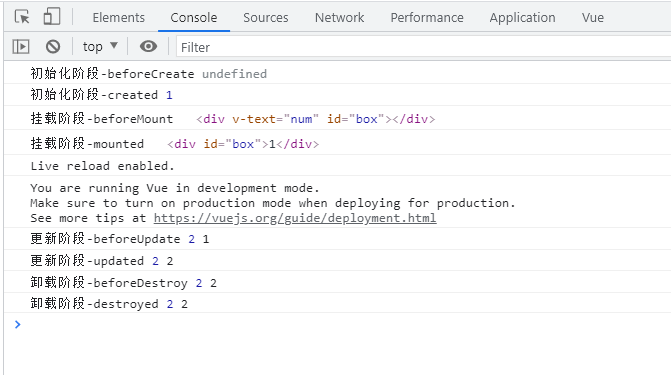 Elements Console Sources Network Performance Application Vue
top ▼ Filter
初始化阶段-beforeCreate undefined
初始化阶段-created 1
挂载阶段-beforeMount <div v-text="num" id="box"></div>
挂载阶段-mounted <div id="box">1</div>
Live reload enabled.
You are running Vue in development mode.
Make sure to turn on production mode when deploying for production.
See more tips at https://vuejs.org/guide/deployment.html
更新阶段-beforeUpdate 2 1
更新阶段-updated 2 2
卸载阶段-beforeDestroy 2 2
卸载阶段-destroyed 2 2